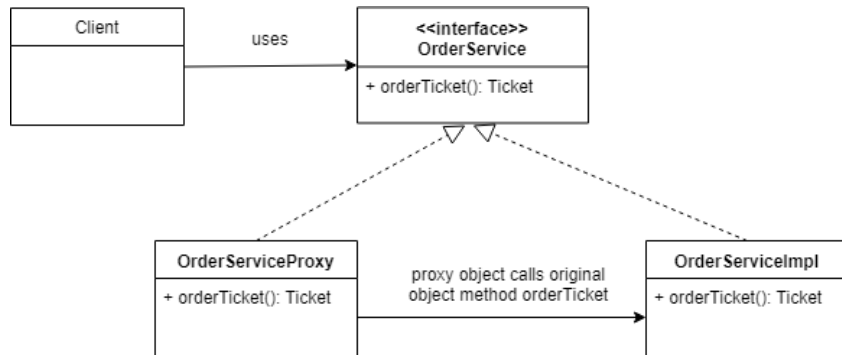 Client
uses
<<interface>>
OrderService
+ orderTicket(): Ticket
OrderServiceProxy
+ orderTicket(): Ticket
proxy object calls original
object method orderTicket
OrderServiceImpl
+ orderTicket(): Ticket